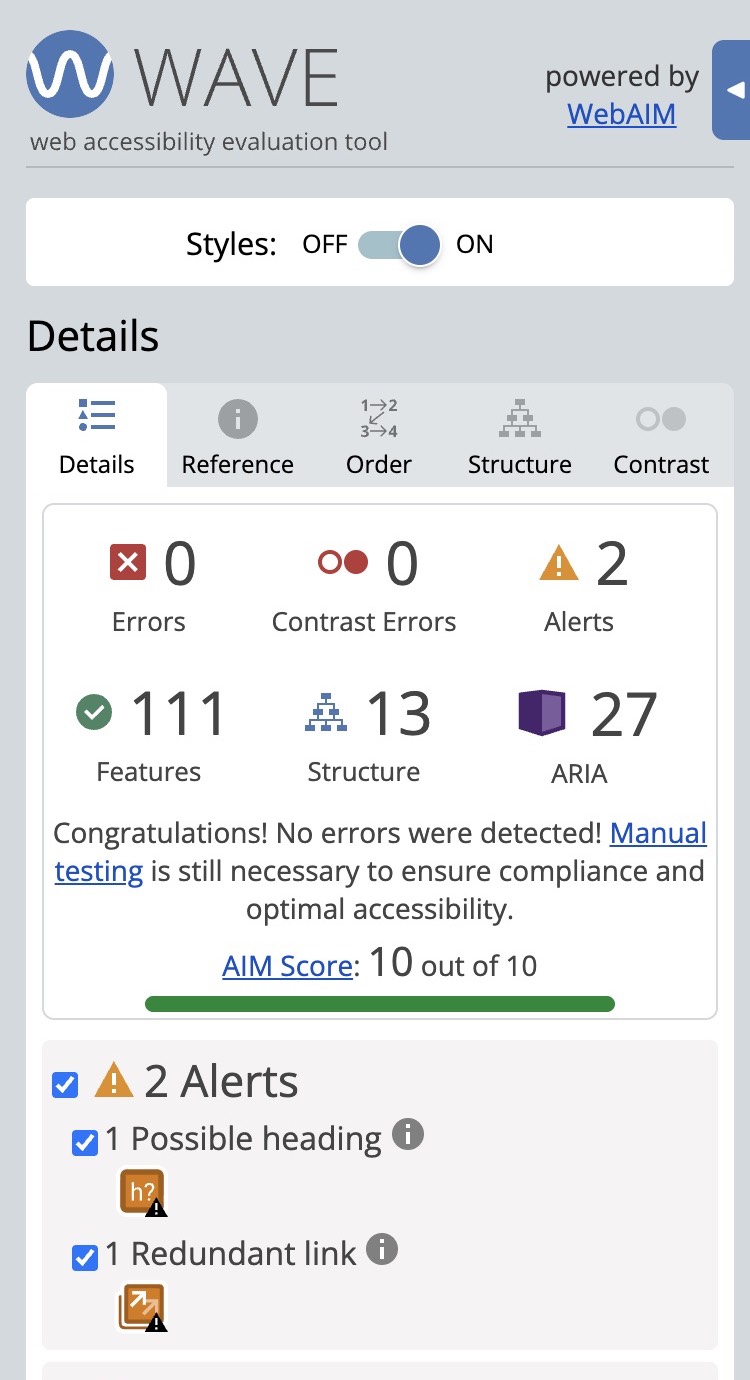 WAVE
web accessibility evaluation tool
powered by
WebAIM
Styles: OFF ON
Details
Details
Reference
1→2
3→4
Order
Structure
Contrast
0
Errors
0
Contrast Errors
2
Alerts
111
Features
13
Structure
27
ARIA
Congratulations! No errors were detected! Manual
testing is still necessary to ensure compliance and
optimal accessibility.
AIM Score: 10 out of 10
2 Alerts
1 Possible heading
h?
1 Redundant link